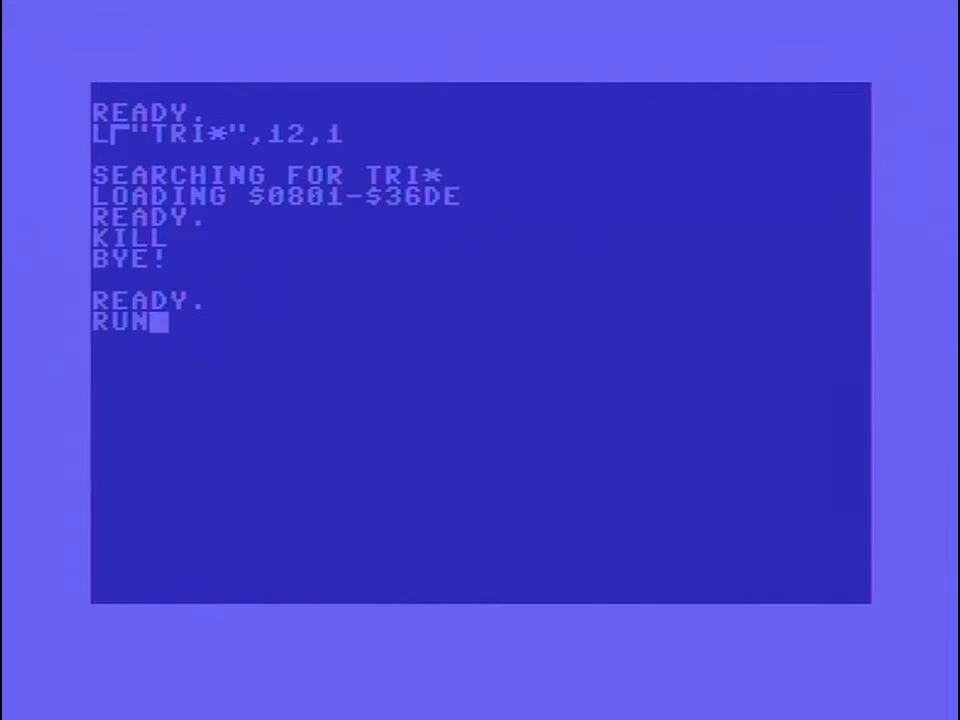 READY.
L┌"TRI*",12,1
SEARCHING FOR TRI*
LOADING $0801-$36DE
READY.
KILL
BYE!
READY.
RUN